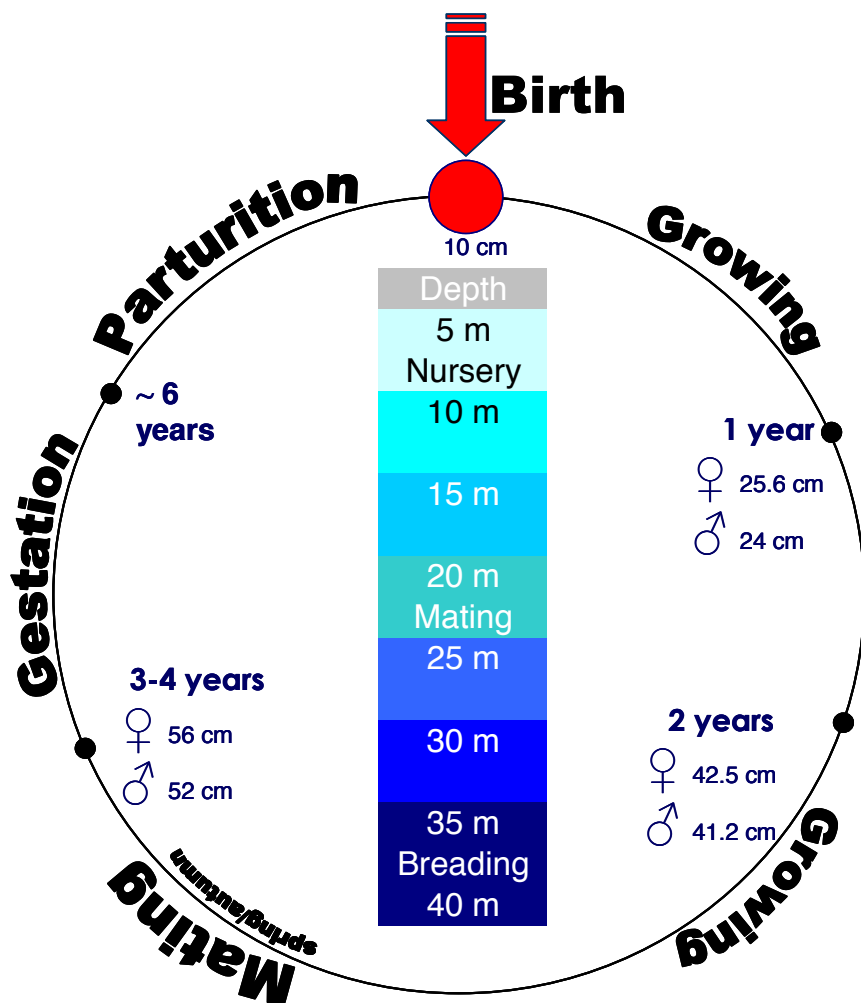 Birth
10 cm
Growing
1 year
♀ 25.6 cm
♂ 24 cm
2 years
♀ 42.5 cm
♂ 41.2 cm
Growing
Mating
spring/autumn
3-4 years
♀ 56 cm
♂ 52 cm
Gestation
~ 6
years
Parturition
Depth
5 m
Nursery
10 m
15 m
20 m
Mating
25 m
30 m
35 m
Breading
40 m